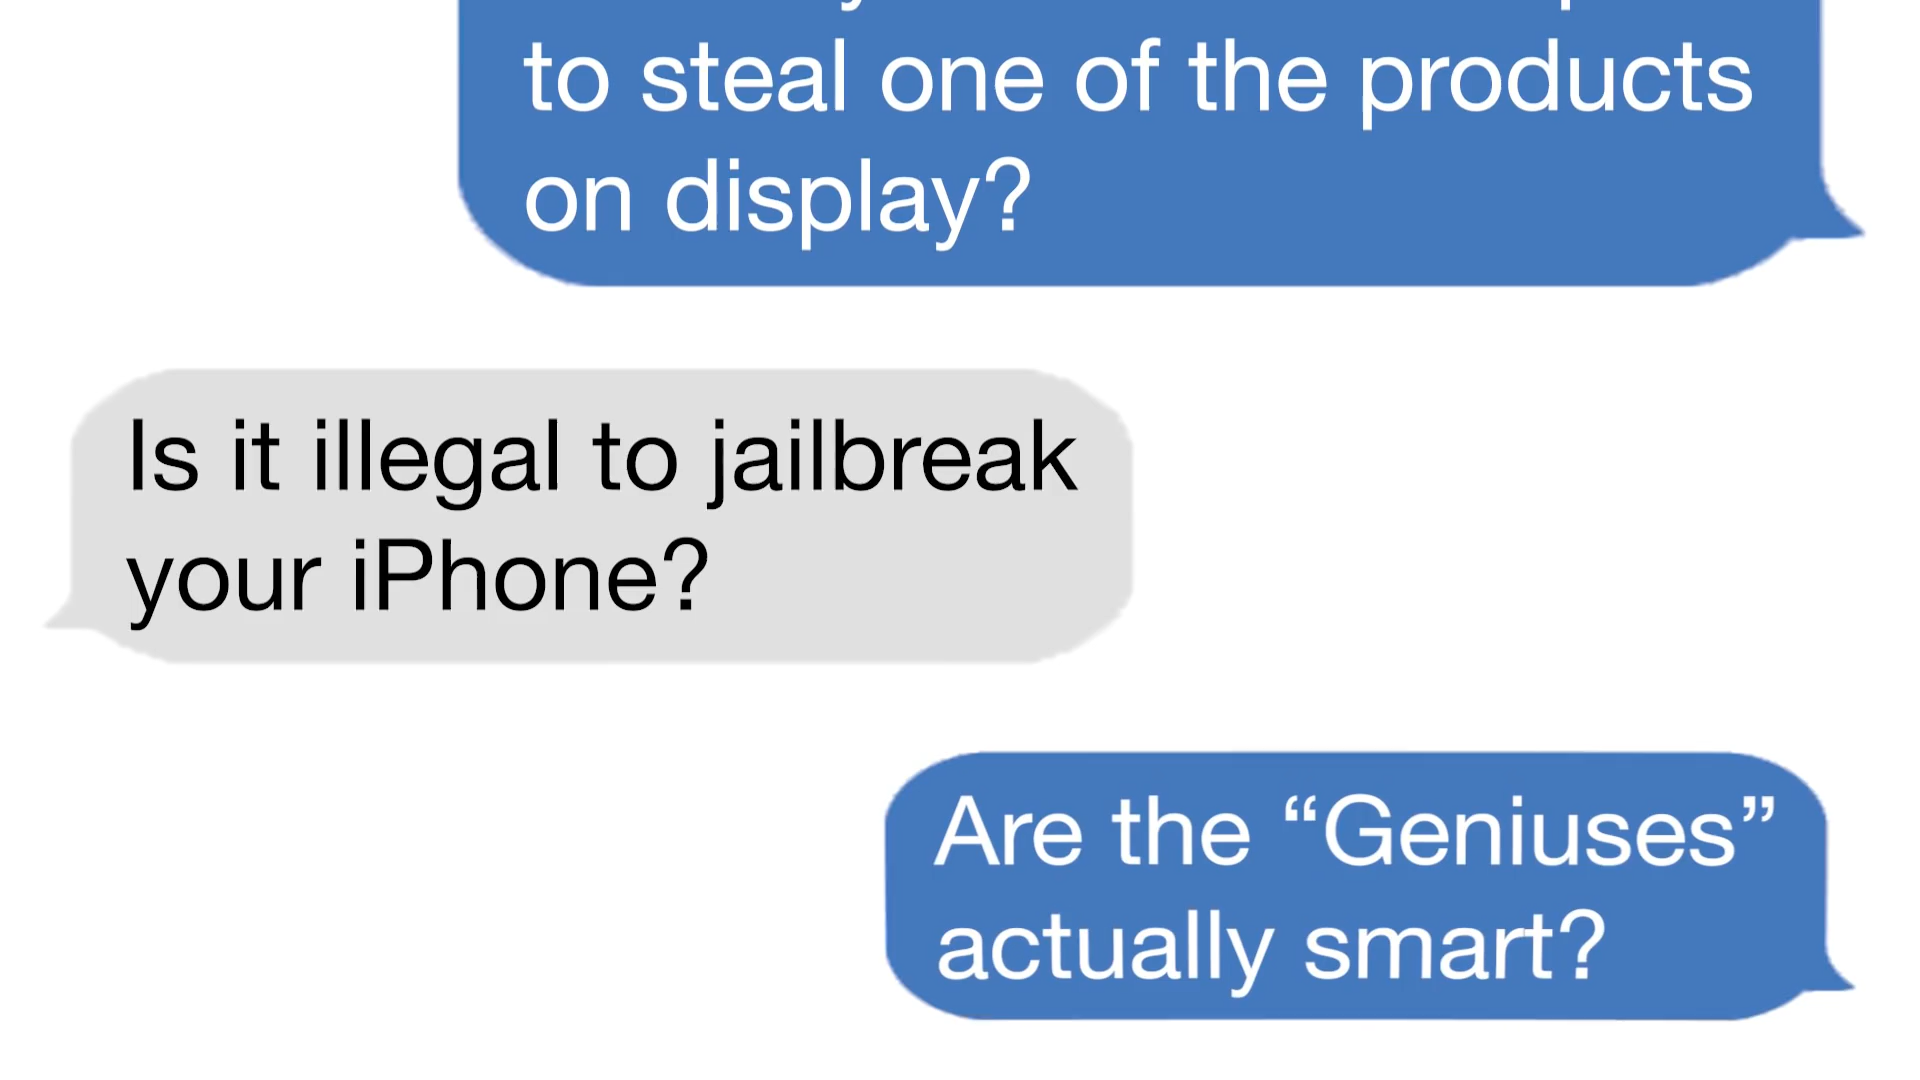 to steal one of the products
on display?
Is it illegal to jailbreak
your iPhone?
Are the “Geniuses”
actually smart?